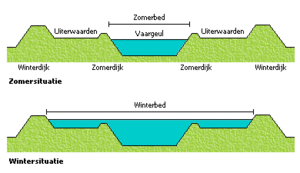 Zomerbed
Uiterwaarden Vaargeul Uiterwaarden
Winterdijk Zomerdijk Zomerdijk Winterdijk
Zomersituatie
Winterbed
Wintersituatie